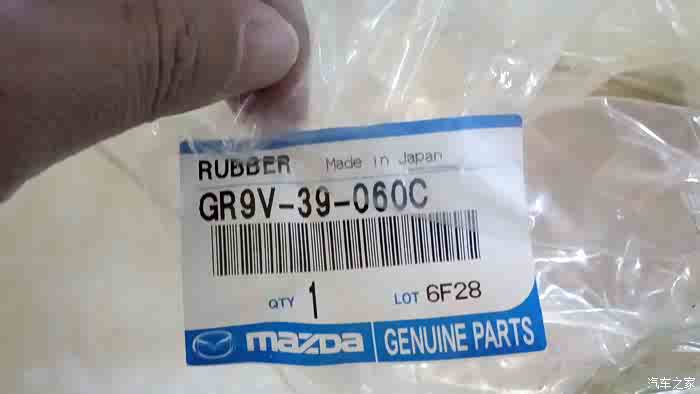 RUBBER Made in Japan
GR9V-39-060C
QTY 1 LOT 6F28
mazda GENUINE PARTS
汽车之家